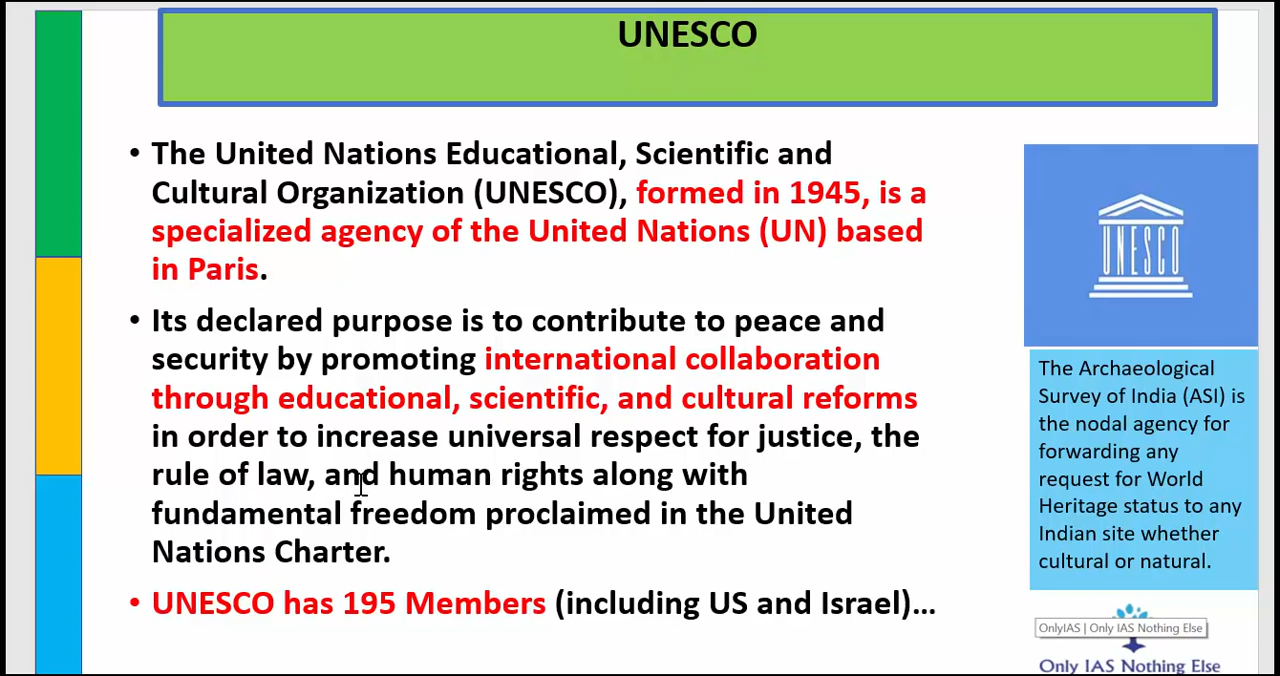 UNESCO
• The United Nations Educational, Scientific and
Cultural Organization (UNESCO), formed in 1945, is a
specialized agency of the United Nations (UN) based
in Paris.
• Its declared purpose is to contribute to peace and
security by promoting international collaboration
through educational, scientific, and cultural reforms
in order to increase universal respect for justice, the
rule of law, and human rights along with
fundamental freedom proclaimed in the United
Nations Charter.
• UNESCO has 195 Members (including US and Israel)...
UNESCO
The Archaeological
Survey of India (ASI) is
the nodal agency for
forwarding any
request for World
Heritage status to any
Indian site whether
cultural or natural.
OnlyIAS | Only IAS Nothing Else
Only IAS Nothing Else